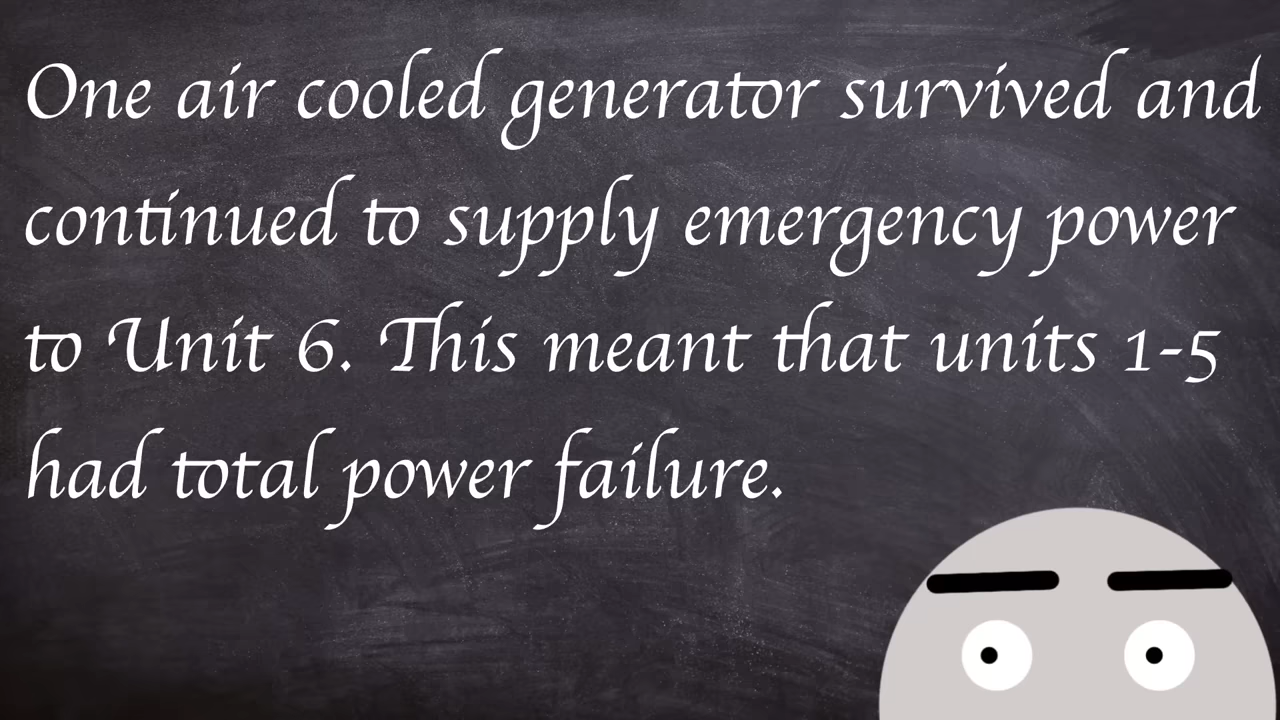 One air cooled generator survived and
continued to supply emergency power
to Unit 6. This meant that units 1-5
had total power failure.